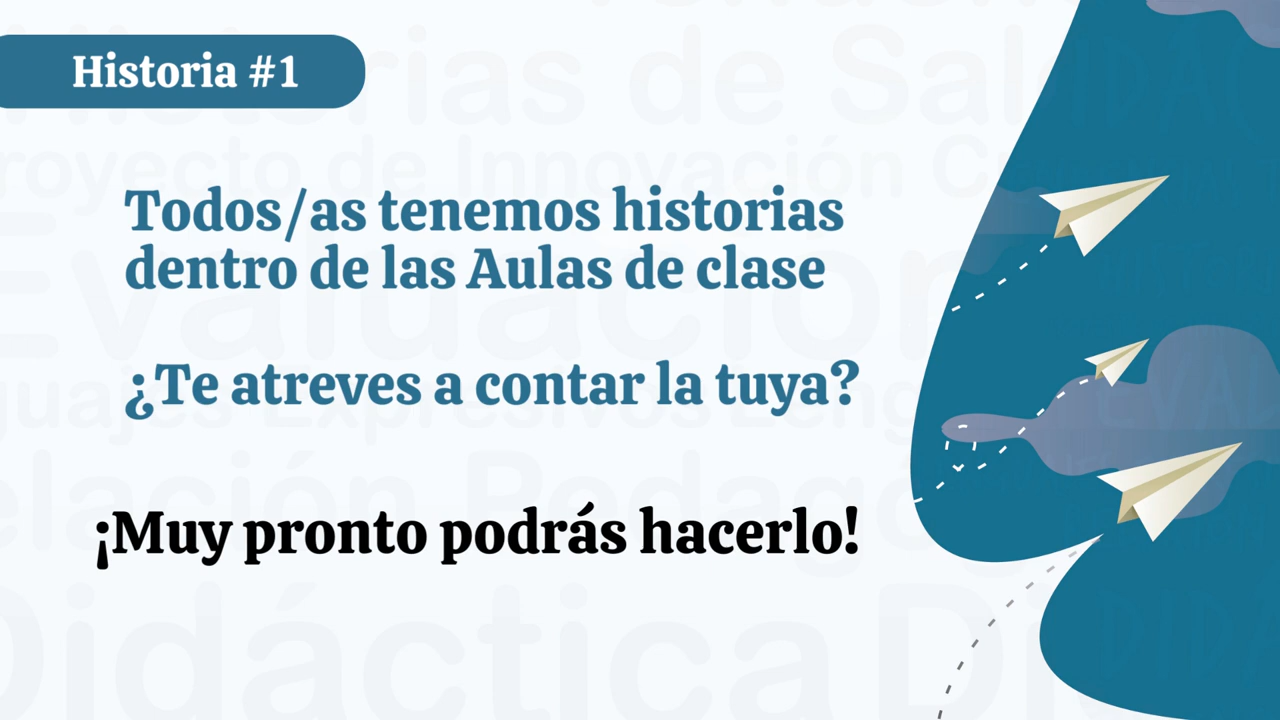 Historia #1
Todos/as tenemos historias
dentro de las Aulas de clase
¿Te atreves a contar la tuya?
¡Muy pronto podrás hacerlo!